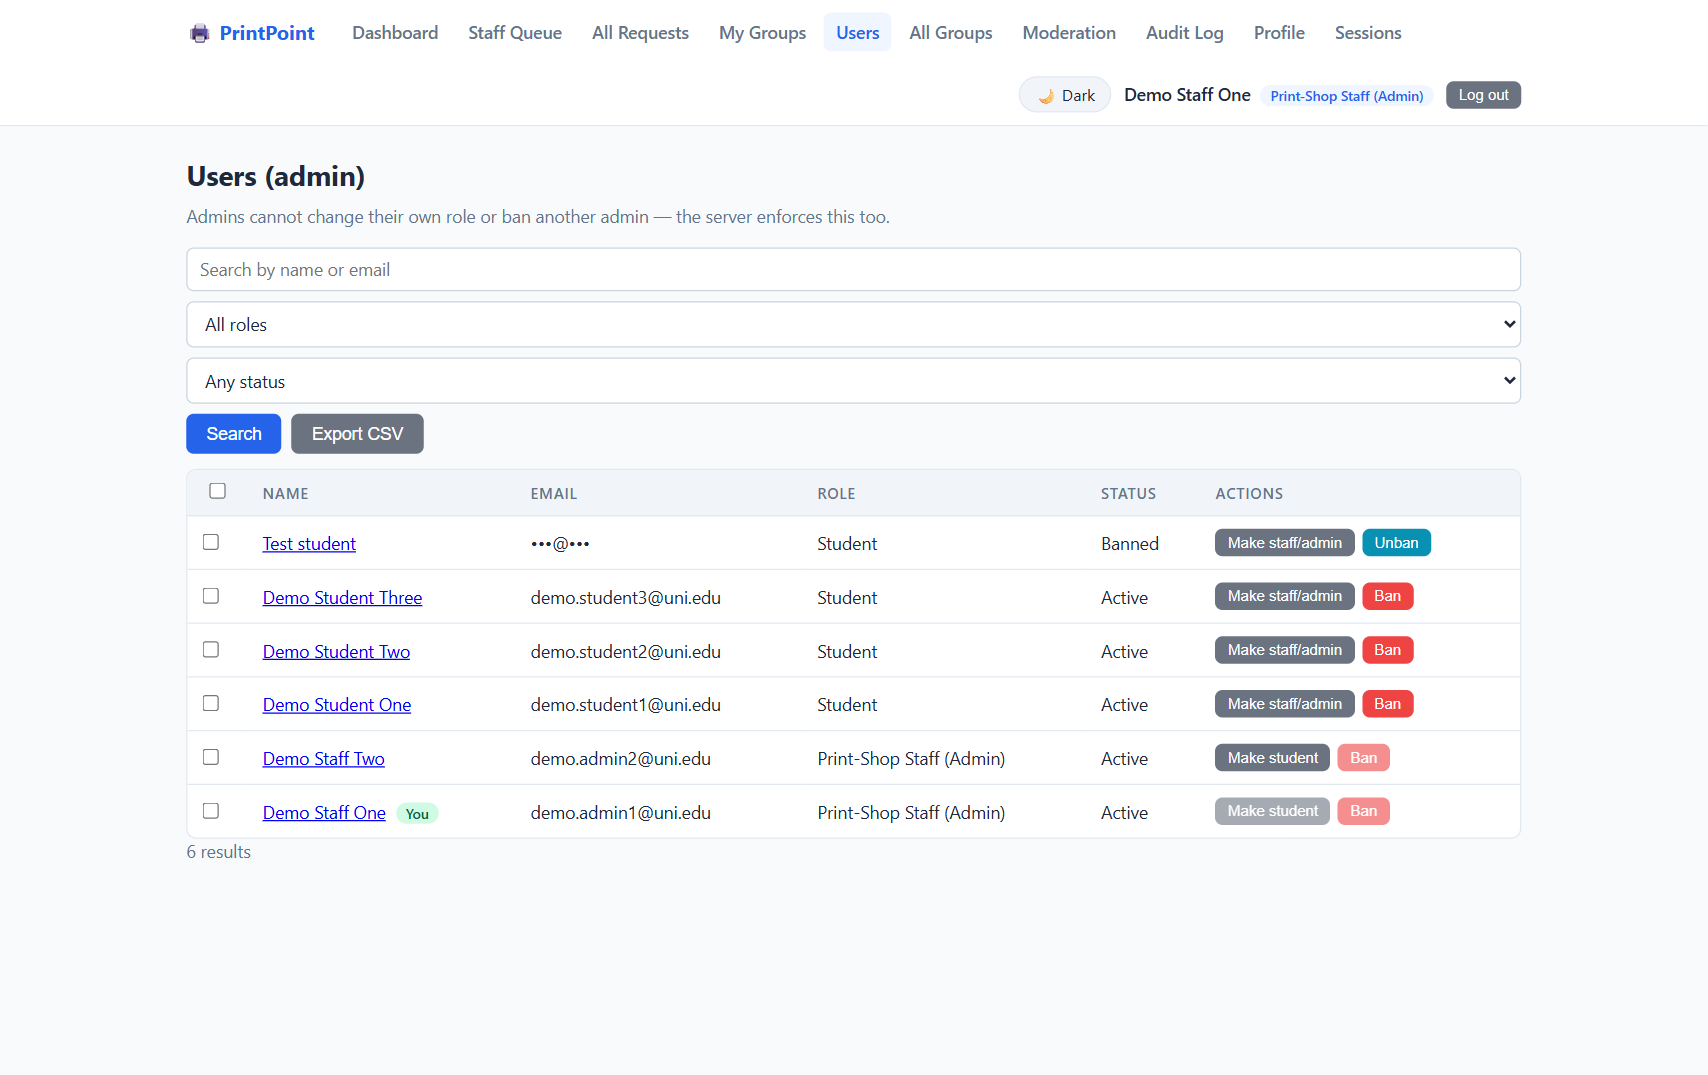 PrintPoint Dashboard Staff Queue All Requests My Groups Users All Groups Moderation Audit Log Profile Sessions
Dark Demo Staff One Print-Shop Staff (Admin) Log out
Users (admin)
Admins cannot change their own role or ban another admin — the server enforces this too.
Search by name or email
All roles
Any status
Search Export CSV
NAME EMAIL ROLE STATUS ACTIONS
Test student •••@••• Student Banned Make staff/admin Unban
Demo Student Three demo.student3@uni.edu Student Active Make staff/admin Ban
Demo Student Two demo.student2@uni.edu Student Active Make staff/admin Ban
Demo Student One demo.student1@uni.edu Student Active Make staff/admin Ban
Demo Staff Two demo.admin2@uni.edu Print-Shop Staff (Admin) Active Make student Ban
Demo Staff One You demo.admin1@uni.edu Print-Shop Staff (Admin) Active Make student Ban
6 results